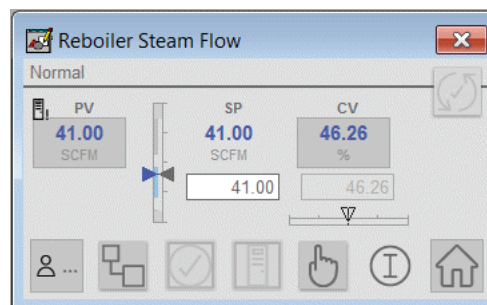 Reboiler Steam Flow
Normal
PV SP CV
41.00 41.00 46.26
SCFM SCFM %
41.00 46.26
...